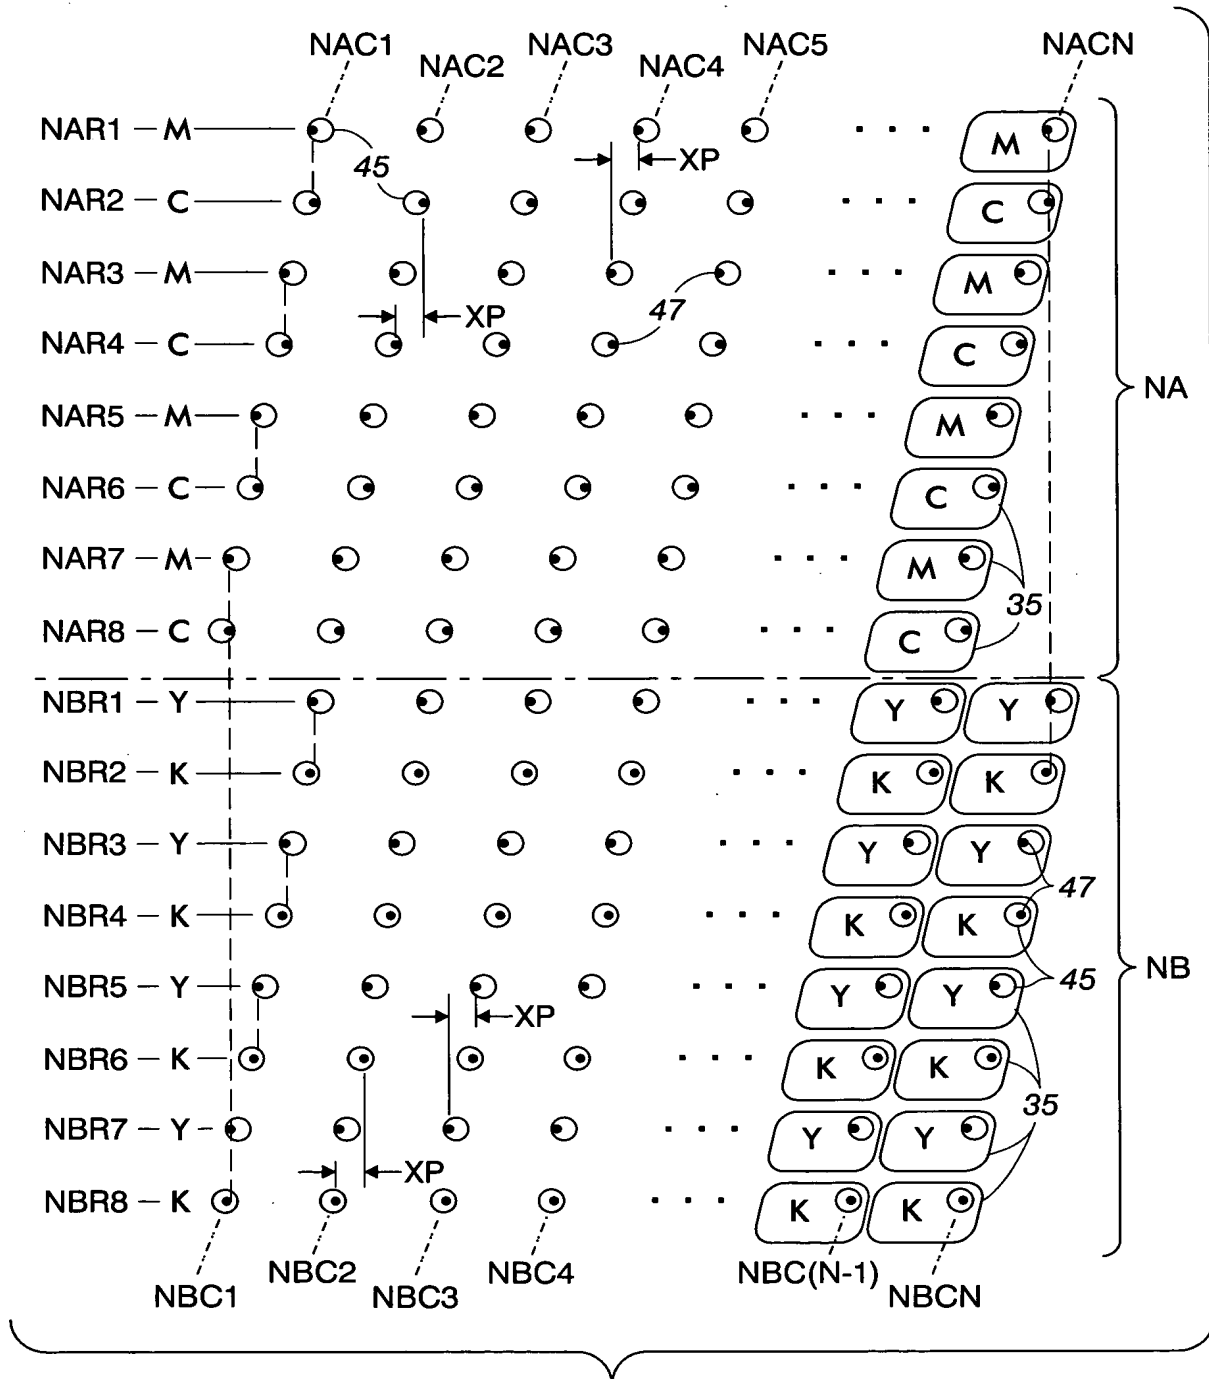 NAC1 NAC2 NAC3 NAC4 NAC5 NACN
NAR1 – M M
XP
45
NAR2 – C C
NAR3 – M M
47
XP
NAR4 – C C
NA
NAR5 – M M
NAR6 – C C
NAR7 – M M
35
NAR8 – C C
NBR1 – Y Y Y
NBR2 – K K K
NBR3 – Y Y Y
47
NBR4 – K K K
NB
45
NBR5 – Y Y Y
XP
NBR6 – K K K
35
NBR7 – Y Y Y
XP
NBR8 – K K K
NBC1 NBC2 NBC3 NBC4 NBC(N-1) NBCN